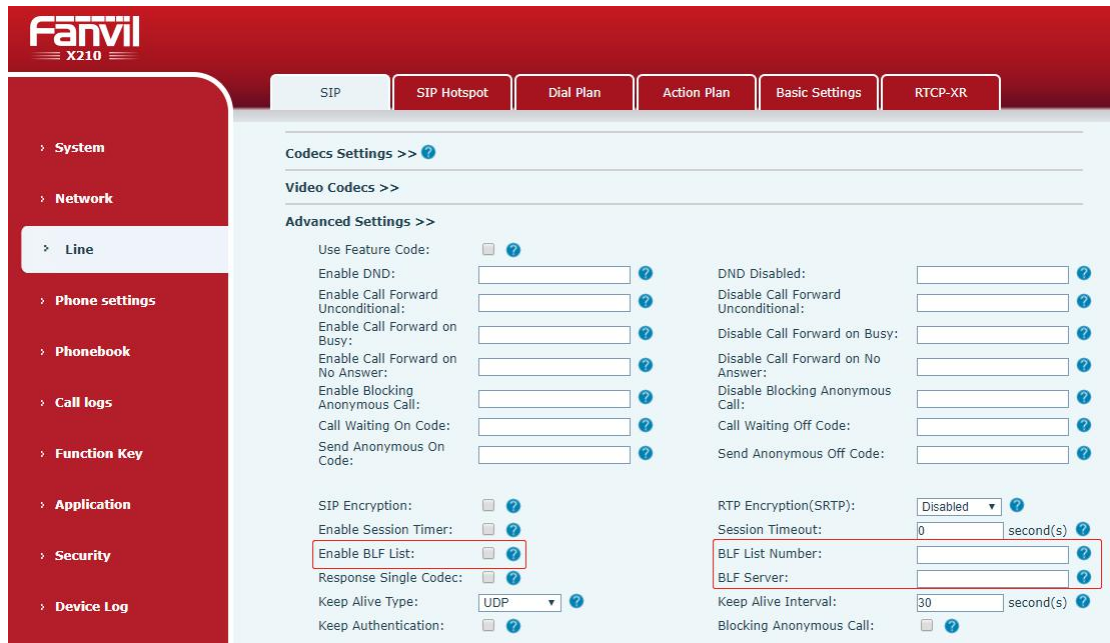 Fanvil
X210
SIP
SIP Hotspot
Dial Plan
Action Plan
Basic Settings
RTCP-XR
› System
› Network
› Line
› Phone settings
› Phonebook
› Call logs
› Function Key
› Application
› Security
› Device Log
Codecs Settings >> ?
Video Codecs >>
Advanced Settings >>
Use Feature Code: ?
Enable DND: ? DND Disabled: ?
Enable Call Forward
Unconditional: ? Disable Call Forward
Unconditional: ?
Enable Call Forward on
Busy: ? Disable Call Forward on Busy: ?
Enable Call Forward on
No Answer: ? Disable Call Forward on No
Answer: ?
Enable Blocking
Anonymous Call: ? Disable Blocking Anonymous
Call: ?
Call Waiting On Code: ? Call Waiting Off Code: ?
Send Anonymous On
Code: ? Send Anonymous Off Code: ?
SIP Encryption: ? RTP Encryption(SRTP): Disabled ?
Enable Session Timer: ? Session Timeout: 0 second(s) ?
Enable BLF List: ? BLF List Number: ?
Response Single Codec: ? BLF Server: ?
Keep Alive Type: UDP ? Keep Alive Interval: 30 second(s) ?
Keep Authentication: ? Blocking Anonymous Call: ?